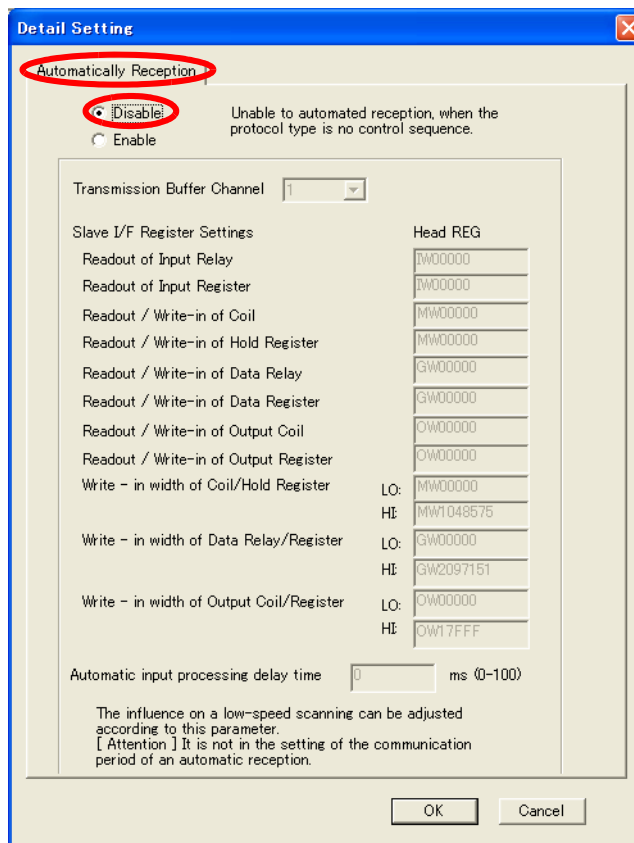 Detail Setting
Automatically Reception
Disable
Enable
Unable to automated reception, when the
protocol type is no control sequence.
Transmission Buffer Channel 1
Slave I/F Register Settings Head REG
Readout of Input Relay IW00000
Readout of Input Register IW00000
Readout / Write-in of Coil MW00000
Readout / Write-in of Hold Register MW00000
Readout / Write-in of Data Relay GW00000
Readout / Write-in of Data Register GW00000
Readout / Write-in of Output Coil OW00000
Readout / Write-in of Output Register OW00000
Write - in width of Coil/Hold Register LO: MW00000
HI: MW1048575
Write - in width of Data Relay/Register LO: GW00000
HI: GW2097151
Write - in width of Output Coil/Register LO: OW00000
HI: OW17FFF
Automatic input processing delay time 0 ms (0-100)
The influence on a low-speed scanning can be adjusted
according to this parameter.
[ Attention ] It is not in the setting of the communication
period of an automatic reception.
OK Cancel